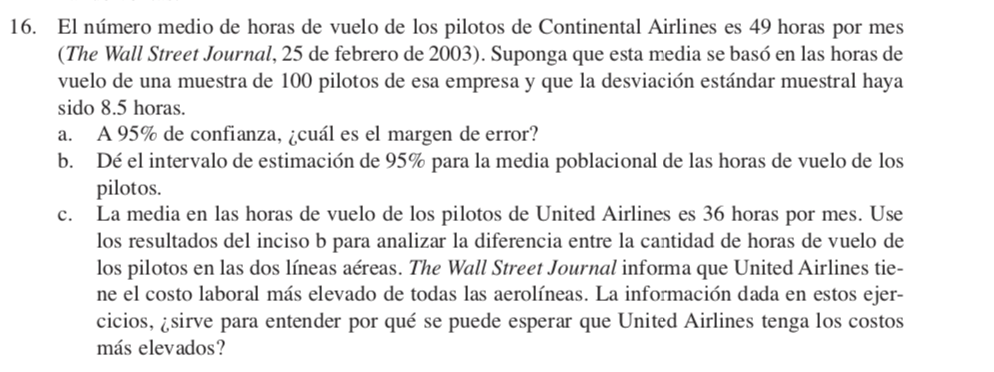 16. El número medio de horas de vuelo de los pilotos de Continental Airlines es 49 horas por mes
(The Wall Street Journal, 25 de febrero de 2003). Suponga que esta media se basó en las horas de
vuelo de una muestra de 100 pilotos de esa empresa y que la desviación estándar muestral haya
sido 8.5 horas.
a. A 95% de confianza, ¿cuál es el margen de error?
b. Dé el intervalo de estimación de 95% para la media poblacional de las horas de vuelo de los
pilotos.
c. La media en las horas de vuelo de los pilotos de United Airlines es 36 horas por mes. Use
los resultados del inciso b para analizar la diferencia entre la cantidad de horas de vuelo de
los pilotos en las dos líneas aéreas. The Wall Street Journal informa que United Airlines tie-
ne el costo laboral más elevado de todas las aerolíneas. La información dada en estos ejer-
cicios, ¿sirve para entender por qué se puede esperar que United Airlines tenga los costos
más elevados?